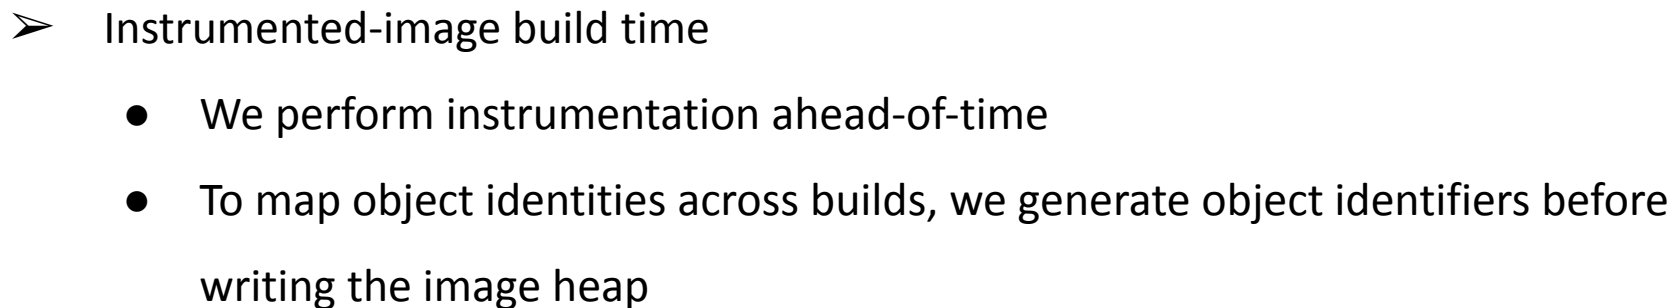 ➢ Instrumented-image build time
● We perform instrumentation ahead-of-time
● To map object identities across builds, we generate object identifiers before
writing the image heap